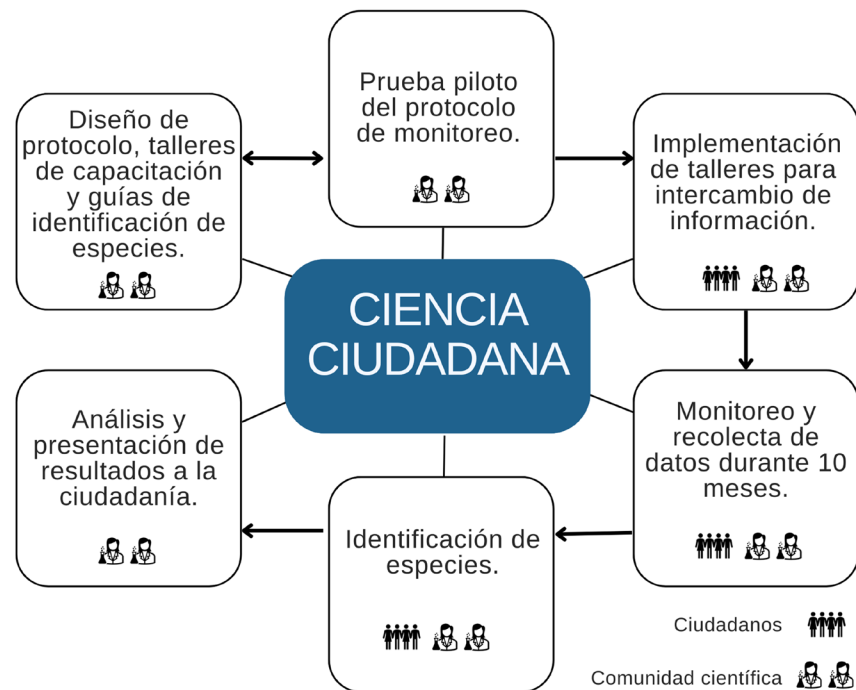 Diseño de
protocolo, talleres
de capacitación
y guías de
identificación de
especies.
Prueba piloto
del protocolo
de monitoreo.
Implementación
de talleres para
intercambio de
información.
CIENCIA
CIUDADANA
Monitoreo y
recolecta de
datos durante 10
meses.
Identificación de
especies.
Análisis y
presentación de
resultados a la
ciudadanía.
Ciudadanos
Comunidad científica